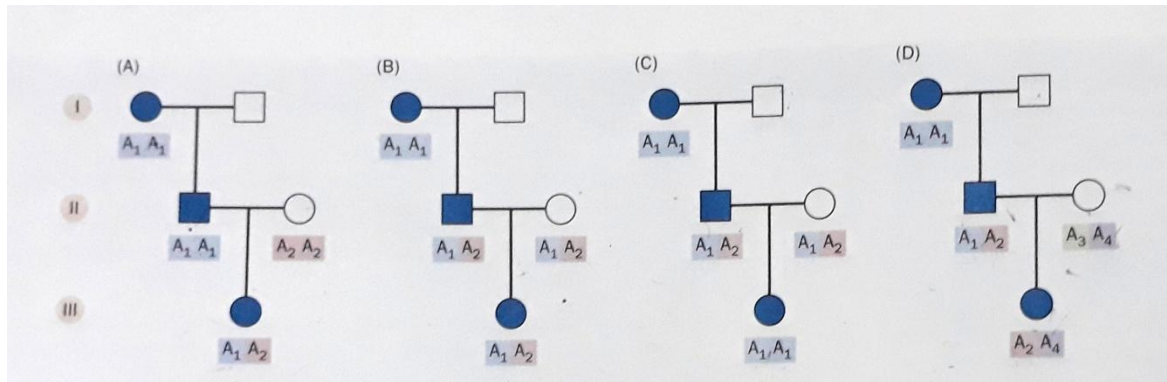 (A) (B) (C) (D)
I
A₁ A₁ A₁ A₁ A₁ A₁ A₁ A₁
II
A₁ A₁ A₂ A₂ A₁ A₂ A₁ A₂ A₁ A₂ A₁ A₂ A₁ A₂ A₃ A₄
III
A₁ A₂ A₁ A₂ A₁ A₁ A₂ A₄